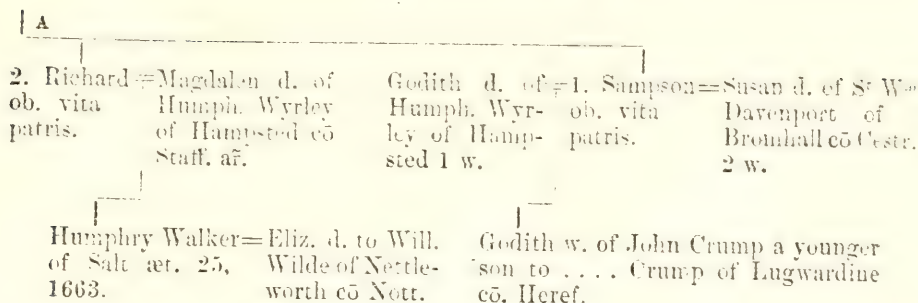 A
2. Richard = Magdalen d. of
ob. vita Humph. Wyrley
patris. of Hampsted cō
Staff. ar̃.
Godith d. of = 1. Sampson = Susan d. of Sr Wm
Humph. Wyr- ob. vita Davenport of
ley of Hamp- patris. Bromhall cō Cestr.
sted 1 w. 2 w.
Humphry Walker = Eliz. d. to Will.
of Salt æt. 25, Wilde of Nettle-
1663. worth cō Nott.
Godith w. of John Crump a younger
son to .... Crump of Lugwardine
cō. Heref.